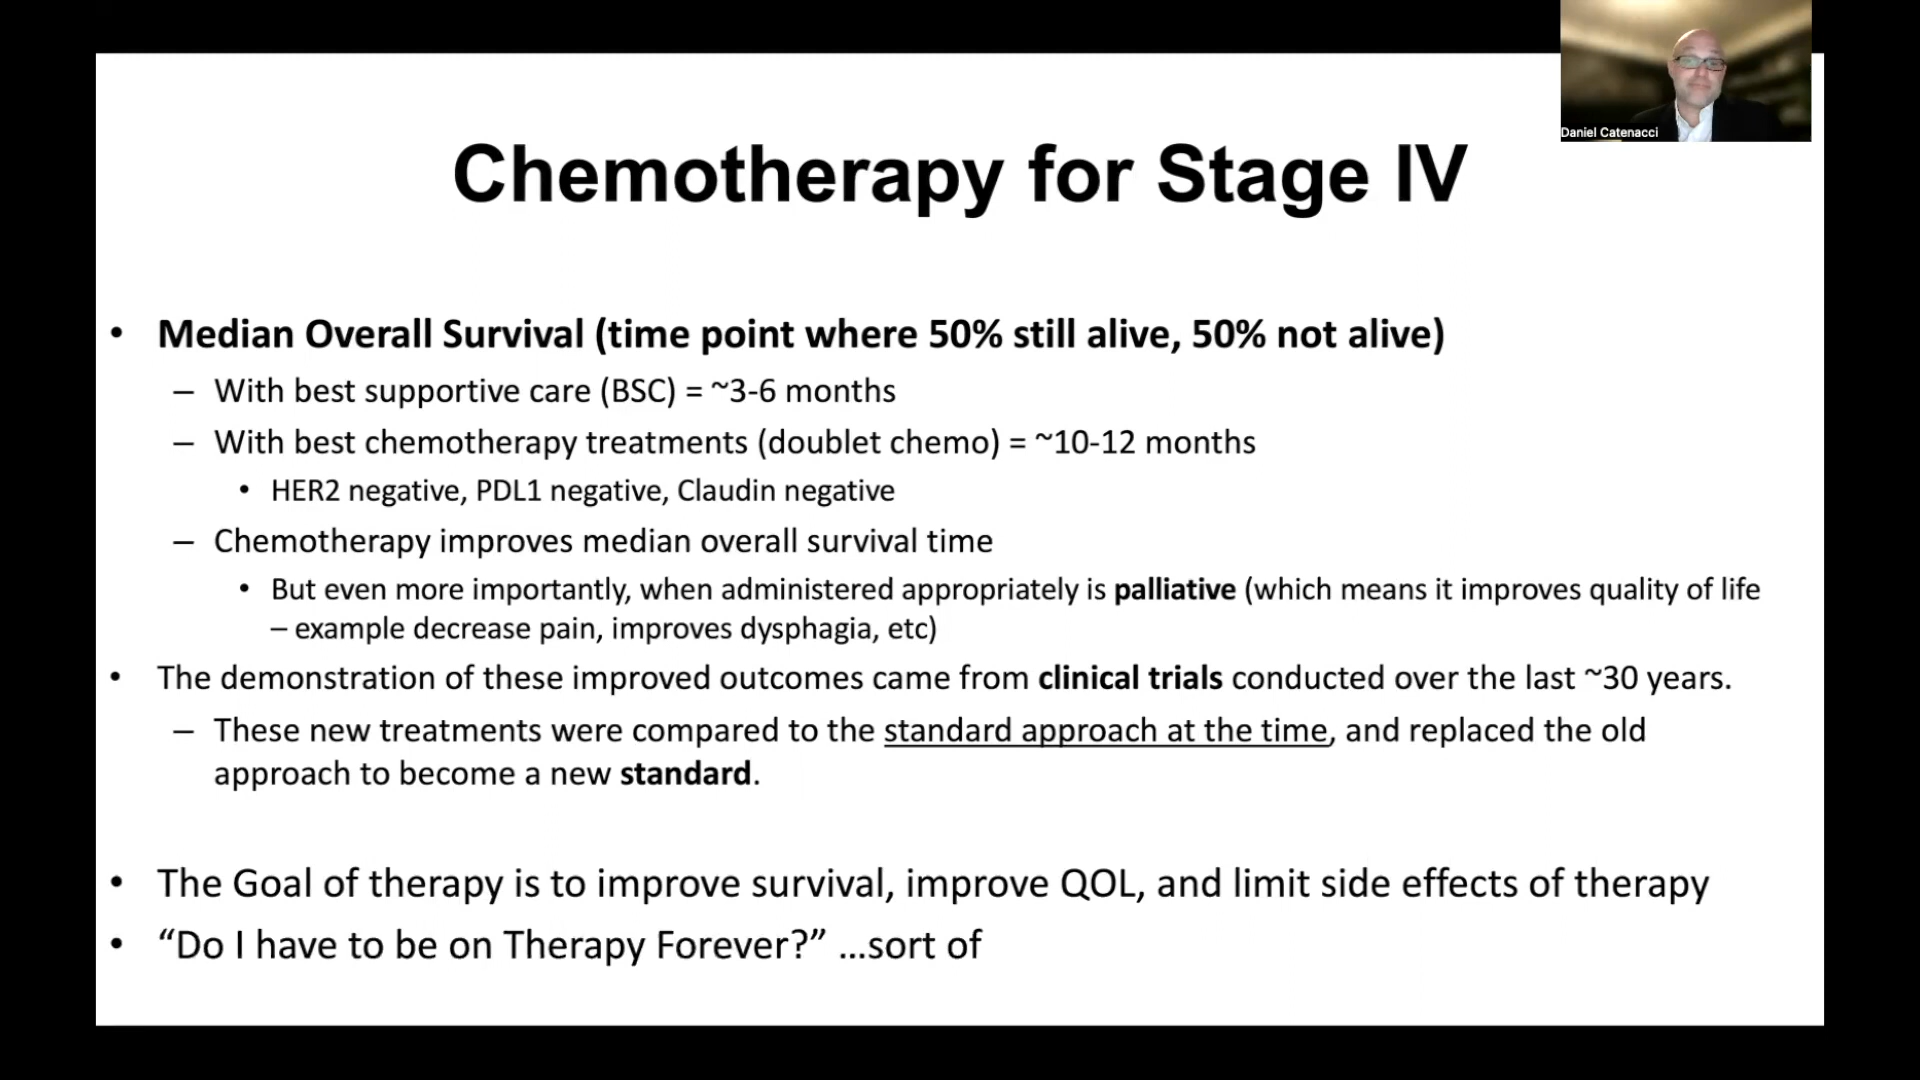 Daniel Catenacci
Chemotherapy for Stage IV
• Median Overall Survival (time point where 50% still alive, 50% not alive)
– With best supportive care (BSC) = ~3-6 months
– With best chemotherapy treatments (doublet chemo) = ~10-12 months
• HER2 negative, PDL1 negative, Claudin negative
– Chemotherapy improves median overall survival time
• But even more importantly, when administered appropriately is palliative (which means it improves quality of life
– example decrease pain, improves dysphagia, etc)
• The demonstration of these improved outcomes came from clinical trials conducted over the last ~30 years.
– These new treatments were compared to the standard approach at the time, and replaced the old
approach to become a new standard.
• The Goal of therapy is to improve survival, improve QOL, and limit side effects of therapy
• “Do I have to be on Therapy Forever?” …sort of